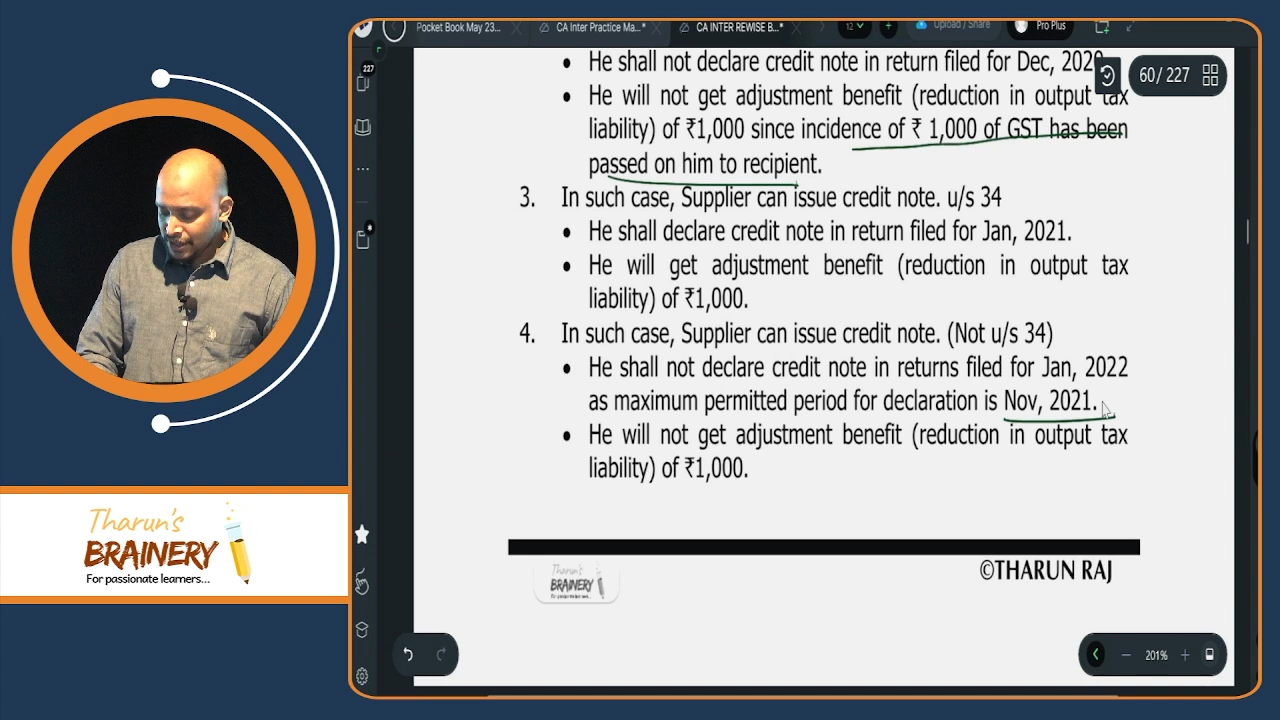 Pocket Book May 23...
CA Inter Practice Ma...*
CA INTER REWISE B...*
12
Upload / Share
Pro Plus
227
60/ 227
• He shall not declare credit note in return filed for Dec, 2020
• He will not get adjustment benefit (reduction in output tax
liability) of ₹1,000 since incidence of ₹ 1,000 of GST has been
passed on him to recipient.
3. In such case, Supplier can issue credit note. u/s 34
• He shall declare credit note in return filed for Jan, 2021.
• He will get adjustment benefit (reduction in output tax
liability) of ₹1,000.
4. In such case, Supplier can issue credit note. (Not u/s 34)
• He shall not declare credit note in returns filed for Jan, 2022
as maximum permitted period for declaration is Nov, 2021.
• He will not get adjustment benefit (reduction in output tax
liability) of ₹1,000.
Tharun's
BRAINERY
For passionate learners...
©THARUN RAJ
Tharun's
BRAINERY
201%